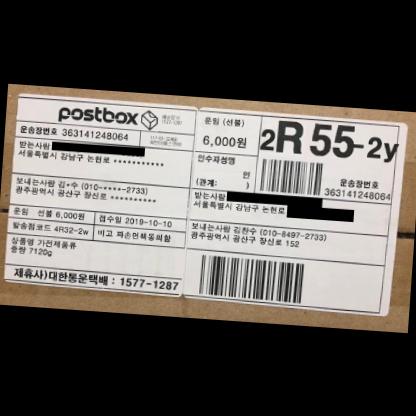 postbox
운송장번호 363141248064
받는사람
서울특별시 강남구 논현로 ***********
보내는사람 김*수 (010-*****-2733)
광주광역시 광산구 장신로 **********
운임 선불 6,000원 접수일 2019-10-10
발송점코드 4R32-2w 비고 파손면책동의함
상품명 가전제품류
중량 7120g
제휴사)대한통운택배 : 1577-1287
운임 (선불)
6,000원
인수자성명
인
(관계: )
2R 55-2y
363141248064
받는사람
서울특별시 강남구 논현로
보내는사람 김찬수 (010-8497-2733)
광주광역시 광산구 장신로 152